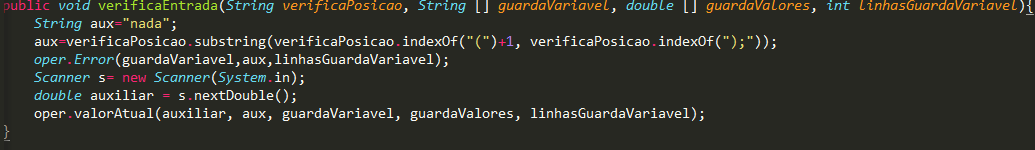 public void verificaEntrada(String verificaPosicao, String [] guardaVariavel, double [] guardaValores, int linhasGuardaVariavel){
String aux="nada";
aux=verificaPosicao.substring(verificaPosicao.indexOf("(")+1, verificaPosicao.indexOf(");"));
oper.Error(guardaVariavel,aux,linhasGuardaVariavel);
Scanner s= new Scanner(System.in);
double auxiliar = s.nextDouble();
oper.valorAtual(auxiliar, aux, guardaVariavel, guardaValores, linhasGuardaVariavel);
}